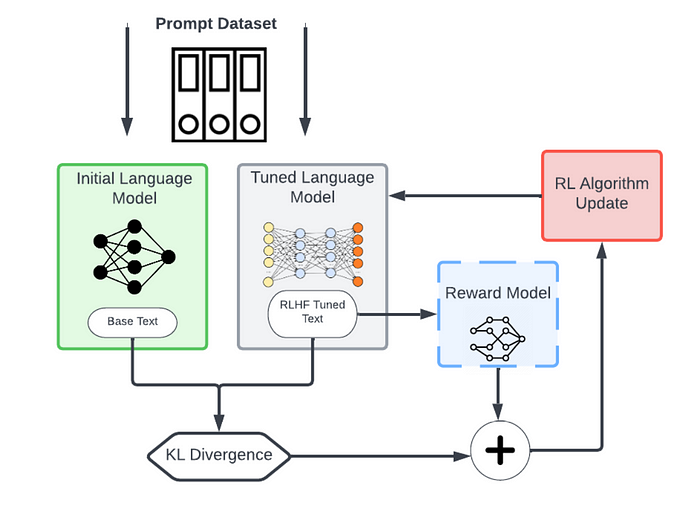 Prompt Dataset
Initial Language
Model
Base Text
Tuned Language
Model
RLHF Tuned
Text
RL Algorithm
Update
Reward Model
KL Divergence
+